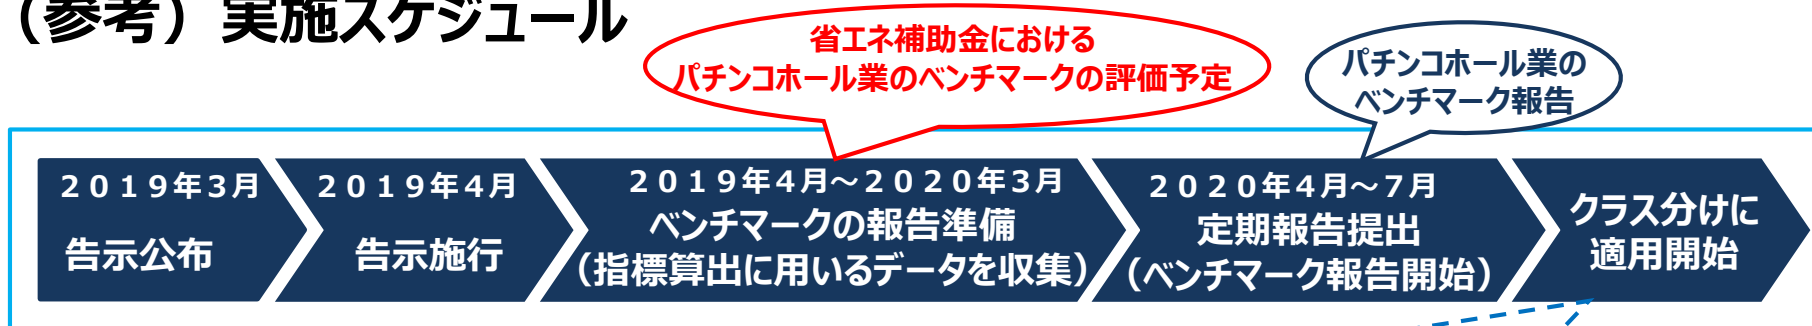 （参考）実施スケジュール
省エネ補助金における
パチンコホール業のベンチマークの評価予定
パチンコホール業の
ベンチマーク報告
２０１９年３月
告示公布
２０１９年４月
告示施行
２０１９年４月～２０２０年３月
ベンチマークの報告準備
（指標算出に用いるデータを収集）
２０２０年４月～７月
定期報告提出
（ベンチマーク報告開始）
クラス分けに
適用開始